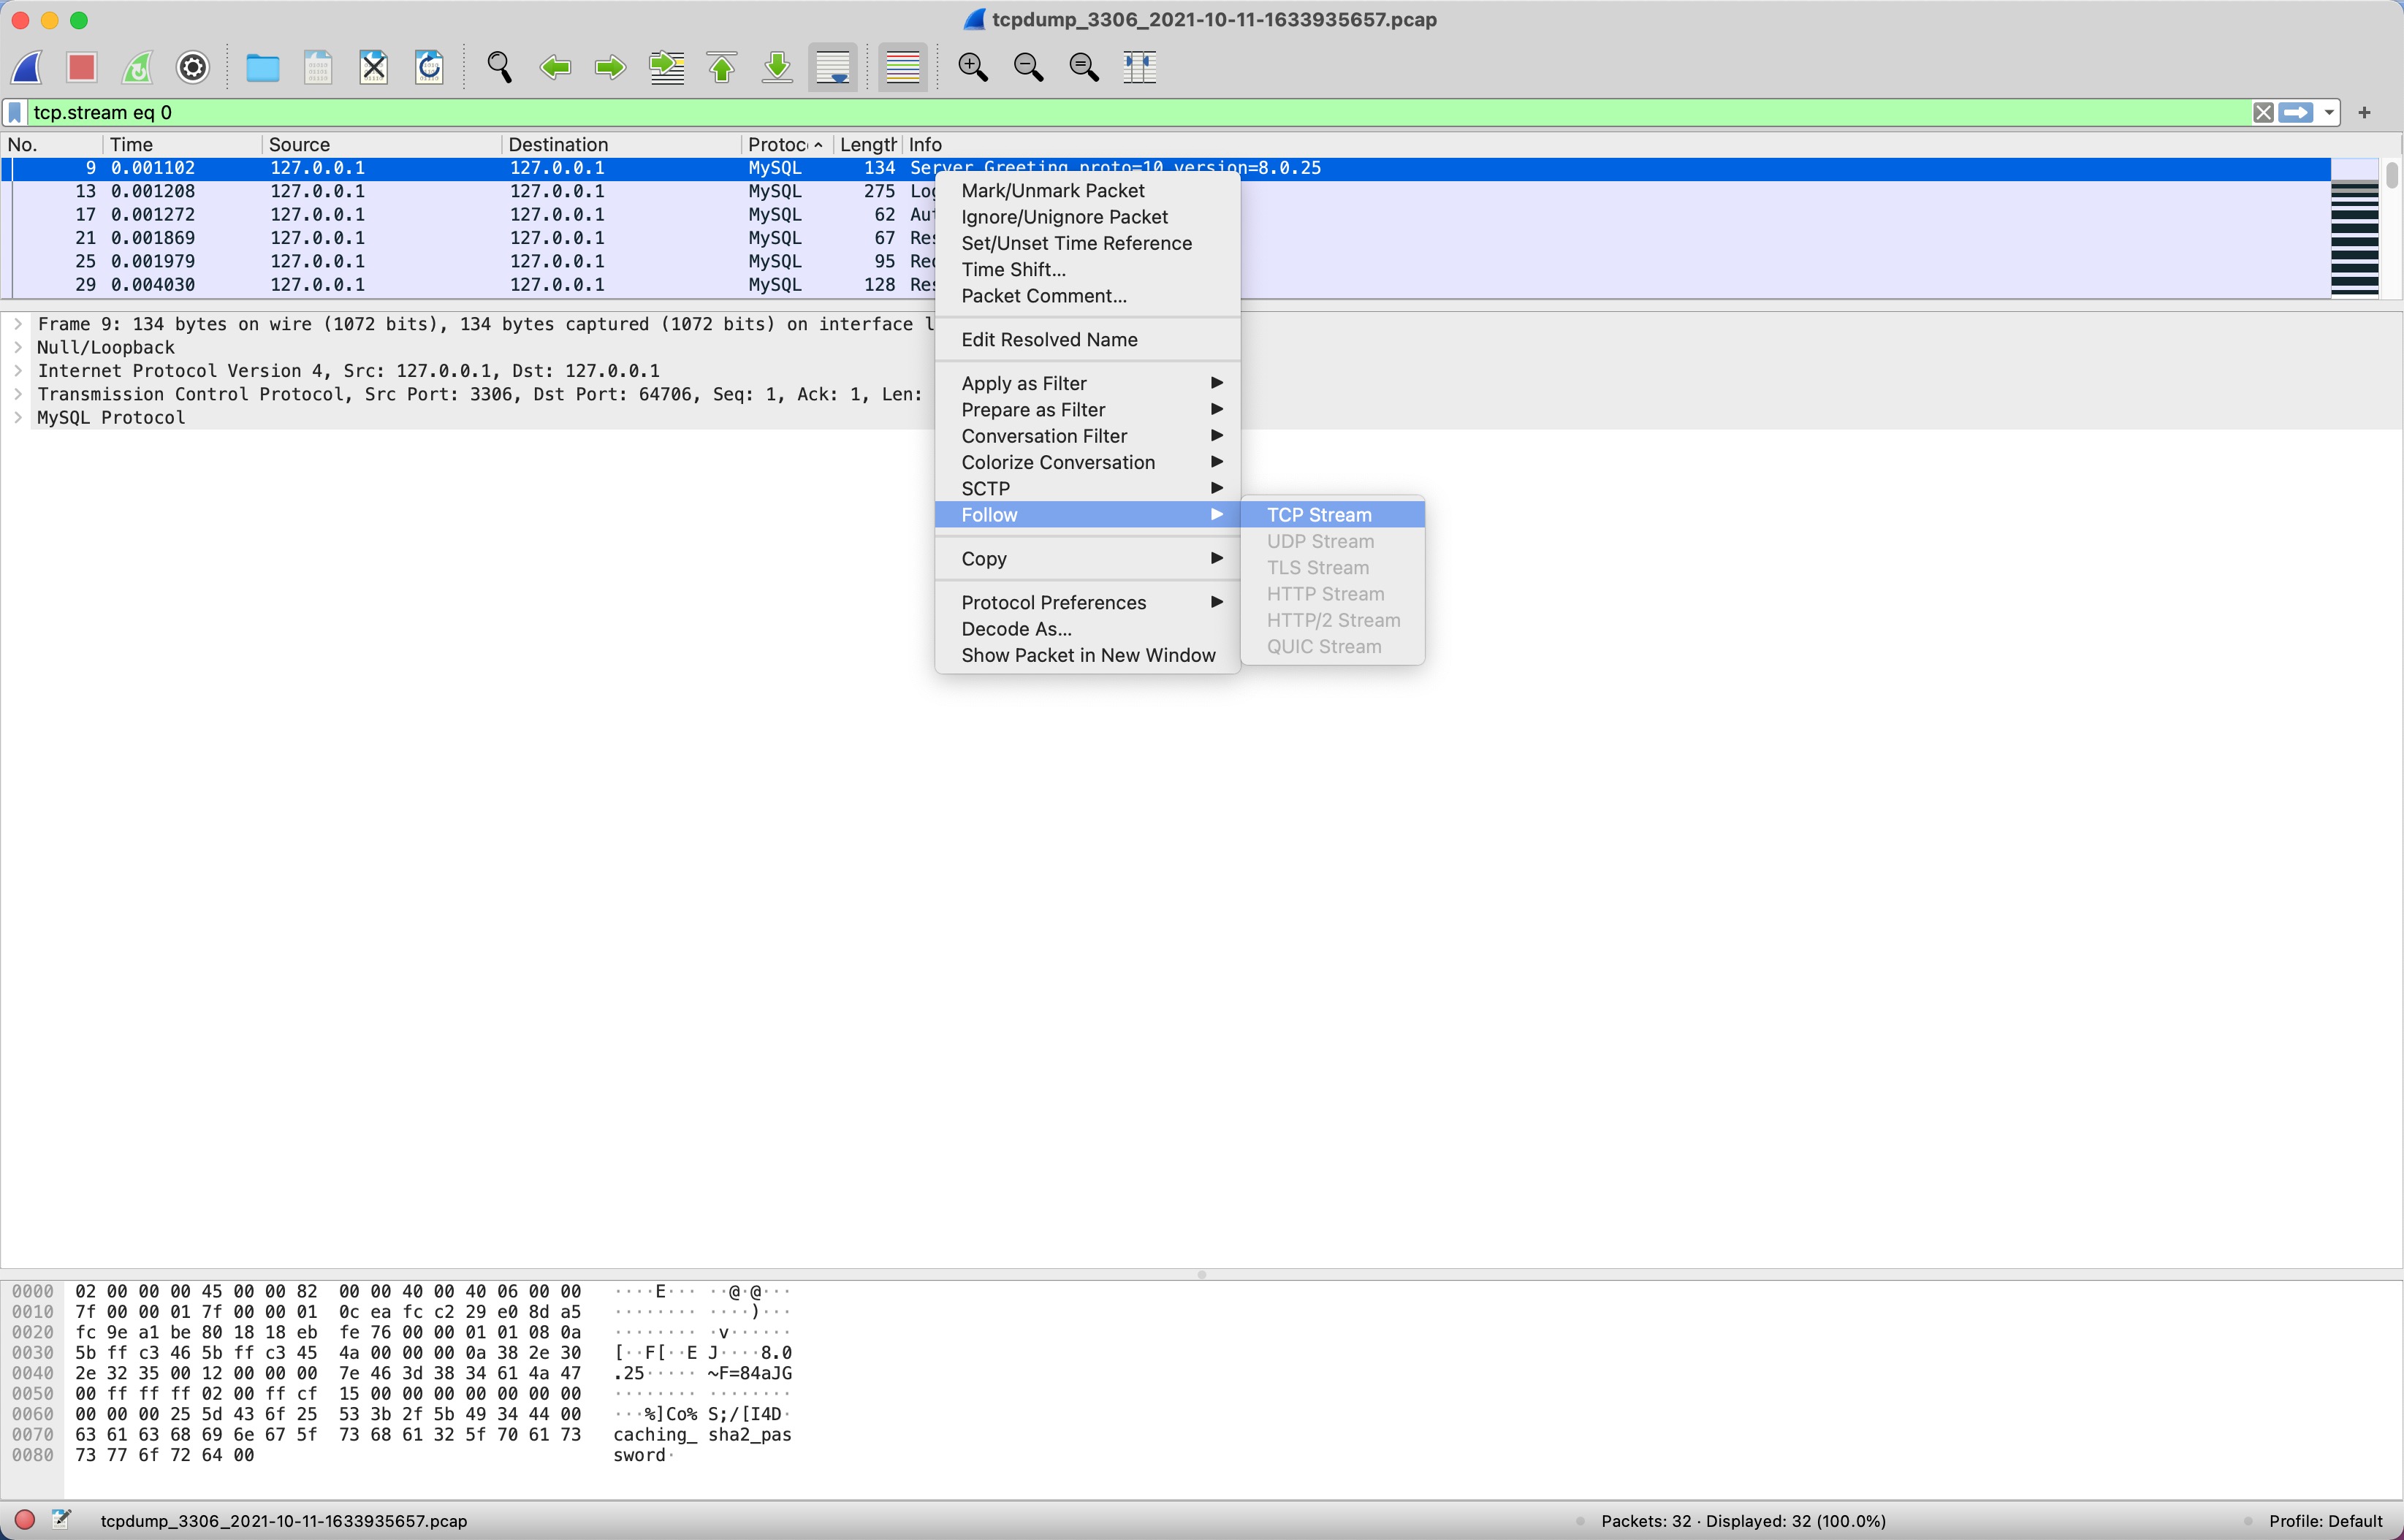 tcpdump_3306_2021-10-11-1633935657.pcap
tcp.stream eq 0
No. Time Source Destination Protoc Length Info
9 0.001102 127.0.0.1 127.0.0.1 MySQL 134 Server Greeting proto=10 version=8.0.25
13 0.001208 127.0.0.1 127.0.0.1 MySQL 275 Log
17 0.001272 127.0.0.1 127.0.0.1 MySQL 62 Aut
21 0.001869 127.0.0.1 127.0.0.1 MySQL 67 Res
25 0.001979 127.0.0.1 127.0.0.1 MySQL 95 Req
29 0.004030 127.0.0.1 127.0.0.1 MySQL 128 Res
Frame 9: 134 bytes on wire (1072 bits), 134 bytes captured (1072 bits) on interface l
Null/Loopback
Internet Protocol Version 4, Src: 127.0.0.1, Dst: 127.0.0.1
Transmission Control Protocol, Src Port: 3306, Dst Port: 64706, Seq: 1, Ack: 1, Len:
MySQL Protocol
Mark/Unmark Packet
Ignore/Unignore Packet
Set/Unset Time Reference
Time Shift...
Packet Comment...
Edit Resolved Name
Apply as Filter
Prepare as Filter
Conversation Filter
Colorize Conversation
SCTP
Follow
Copy
Protocol Preferences
Decode As...
Show Packet in New Window
TCP Stream
UDP Stream
TLS Stream
HTTP Stream
HTTP/2 Stream
QUIC Stream
0000 02 00 00 00 45 00 00 82 00 00 40 00 40 06 00 00 ····E··· ··@·@···
0010 7f 00 00 01 7f 00 00 01 0c ea fc c2 29 e0 8d a5 ········ ····)···
0020 fc 9e a1 be 80 18 18 eb fe 76 00 00 01 01 08 0a ········ ·v······
0030 5b ff c3 46 5b ff c3 45 4a 00 00 00 0a 38 2e 30 [··F[··E J····8.0
0040 2e 32 35 00 12 00 00 00 7e 46 3d 38 34 61 4a 47 .25····· ~F=84aJG
0050 00 ff ff ff 02 00 ff cf 15 00 00 00 00 00 00 00 ········ ········
0060 00 00 00 25 5d 43 6f 25 53 3b 2f 5b 49 34 44 00 ···%]Co% S;/[I4D·
0070 63 61 63 68 69 6e 67 5f 73 68 61 32 5f 70 61 73 caching_ sha2_pas
0080 73 77 6f 72 64 00 sword·
tcpdump_3306_2021-10-11-1633935657.pcap
Packets: 32 · Displayed: 32 (100.0%)
Profile: Default